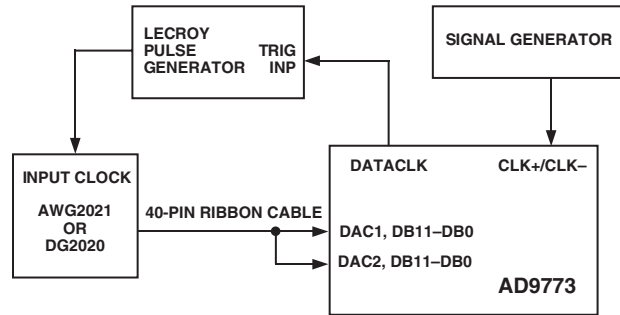 LECROY
PULSE TRIG
GENERATOR INP
SIGNAL GENERATOR
INPUT CLOCK
AWG2021
OR
DG2020
40-PIN RIBBON CABLE
DATACLK CLK+/CLK–
DAC1, DB11–DB0
DAC2, DB11–DB0
AD9773